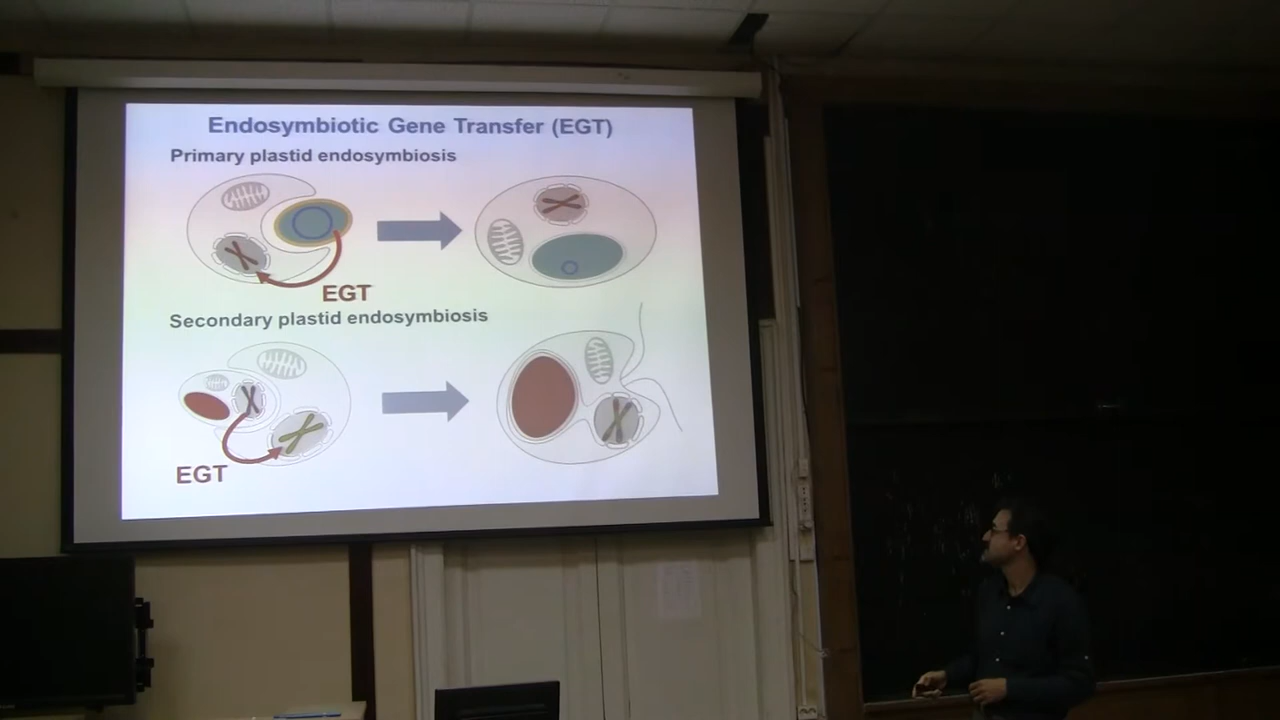 Endosymbiotic Gene Transfer (EGT)
Primary plastid endosymbiosis
EGT
Secondary plastid endosymbiosis
EGT